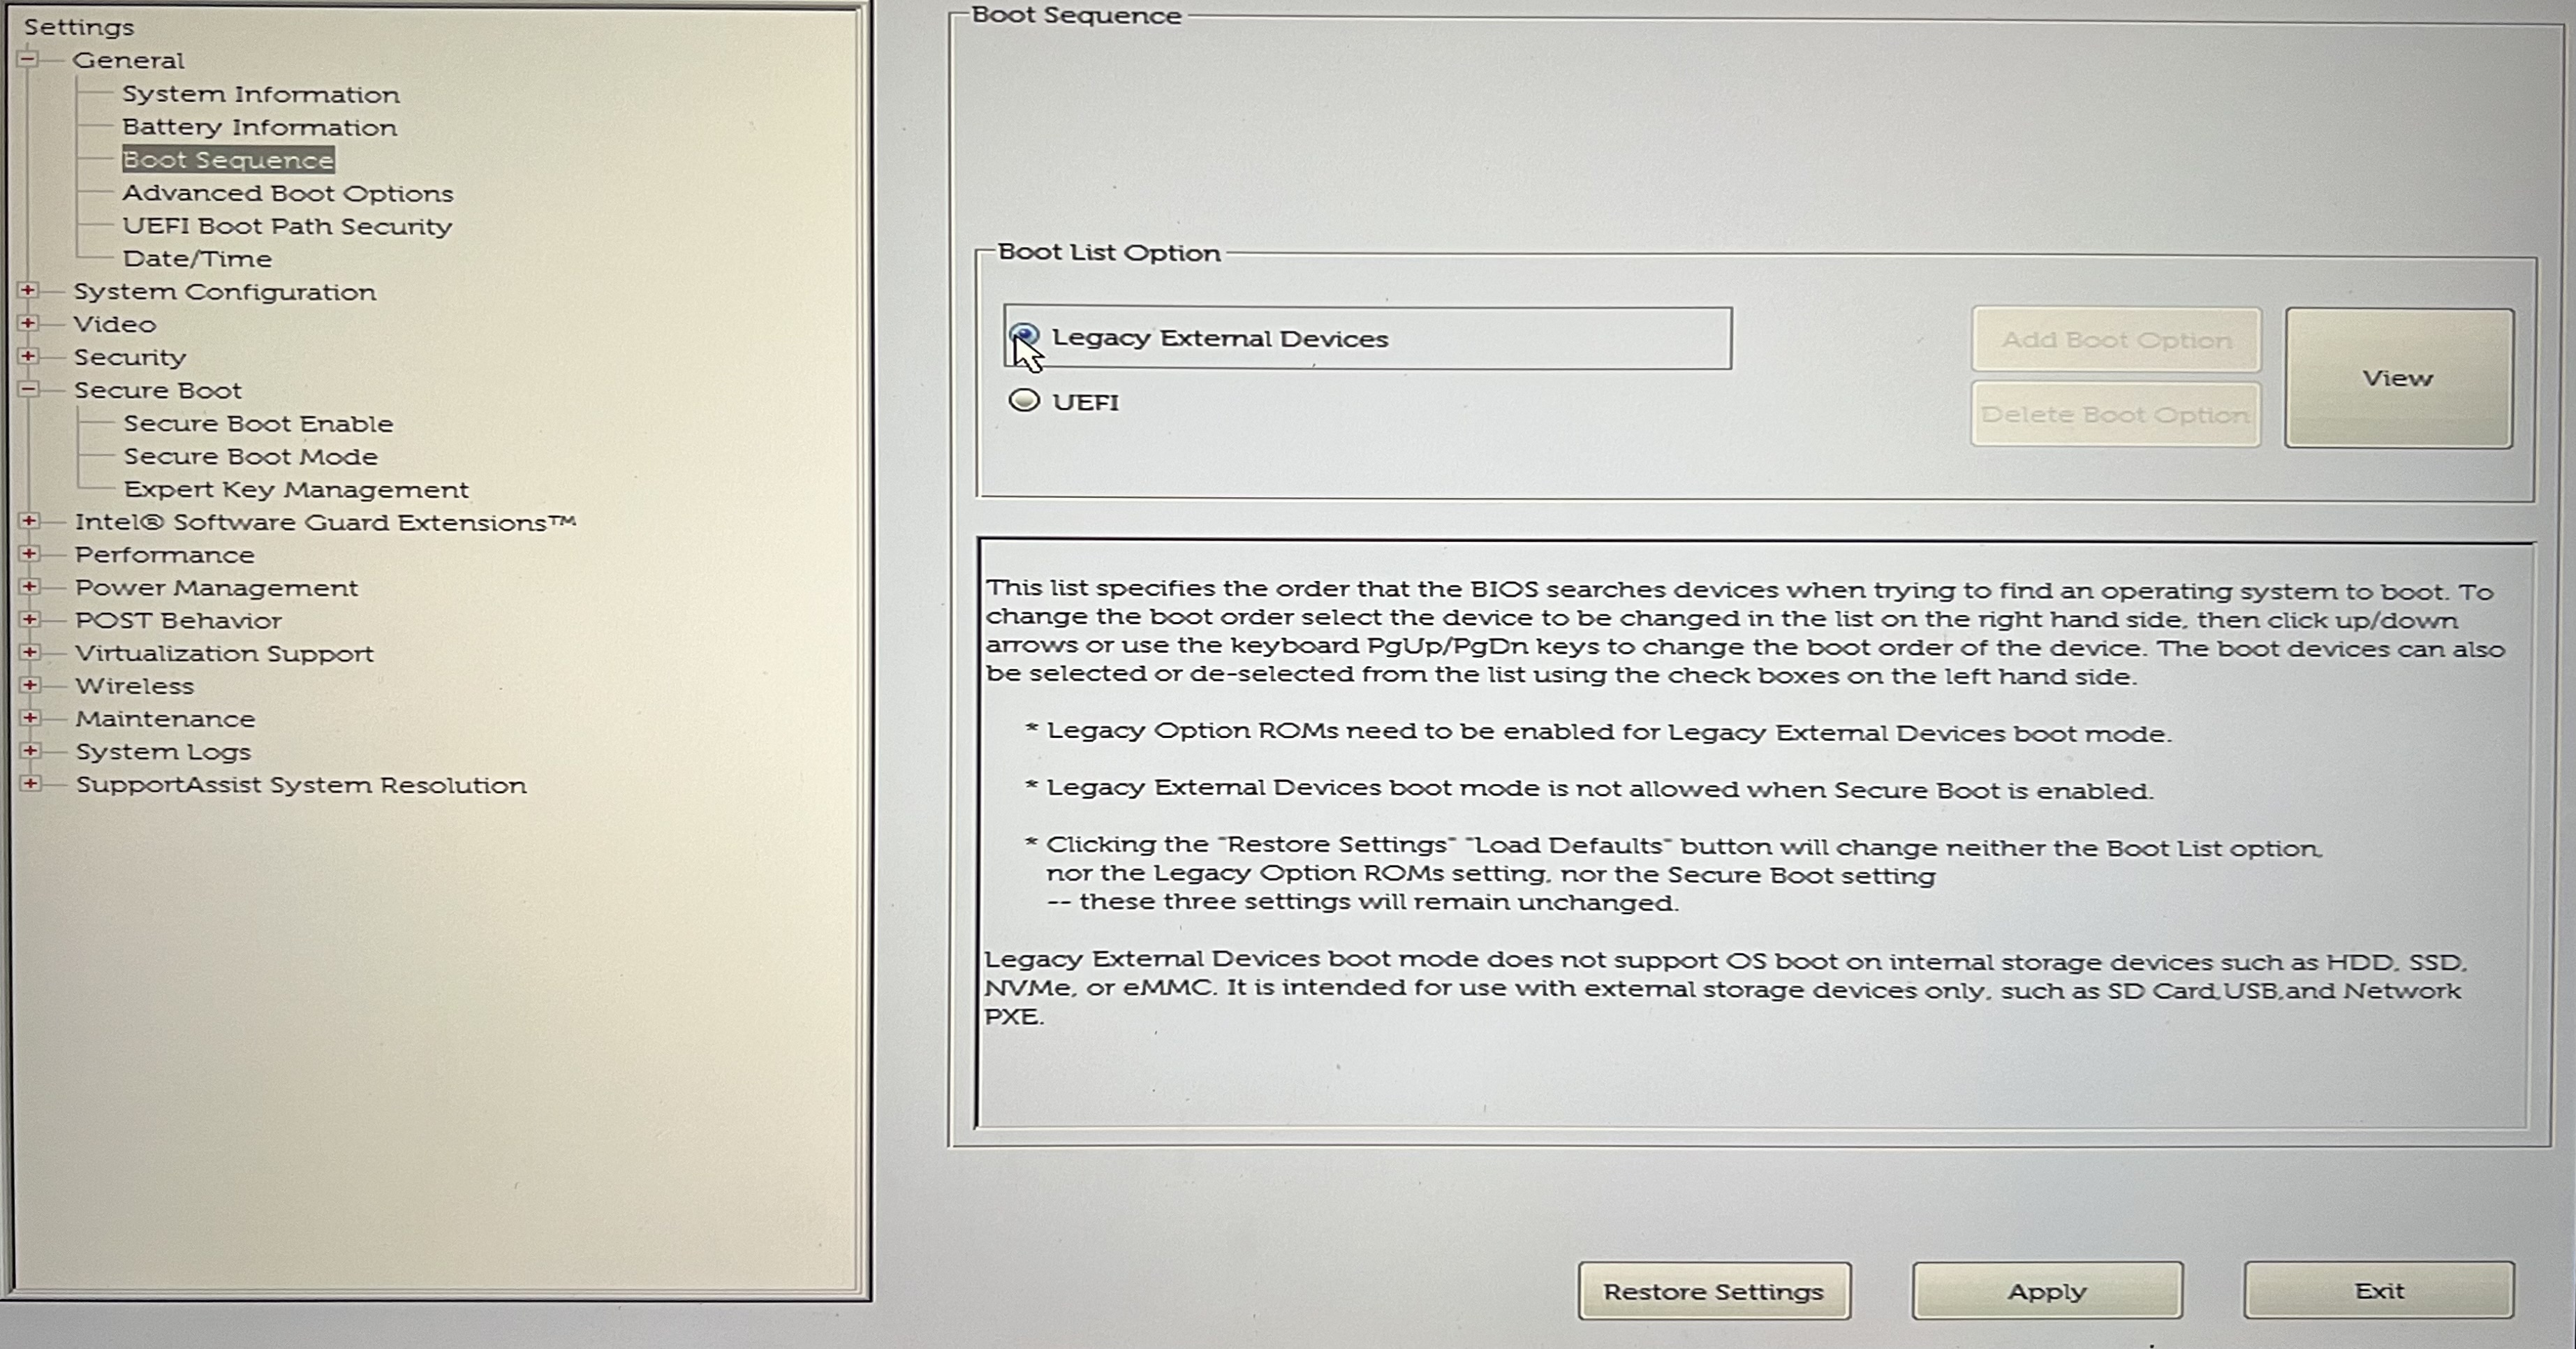 Settings
General
System Information
Battery Information
Boot Sequence
Advanced Boot Options
UEFI Boot Path Security
Date/Time
System Configuration
Video
Security
Secure Boot
Secure Boot Enable
Secure Boot Mode
Expert Key Management
Intel® Software Guard Extensions™
Performance
Power Management
POST Behavior
Virtualization Support
Wireless
Maintenance
System Logs
SupportAssist System Resolution
Boot Sequence
Boot List Option
Legacy External Devices
UEFI
Add Boot Option
Delete Boot Option
View
This list specifies the order that the BIOS searches devices when trying to find an operating system to boot. To
change the boot order select the device to be changed in the list on the right hand side, then click up/down
arrows or use the keyboard PgUp/PgDn keys to change the boot order of the device. The boot devices can also
be selected or de-selected from the list using the check boxes on the left hand side.
* Legacy Option ROMs need to be enabled for Legacy External Devices boot mode.
* Legacy External Devices boot mode is not allowed when Secure Boot is enabled.
* Clicking the "Restore Settings" "Load Defaults" button will change neither the Boot List option,
nor the Legacy Option ROMs setting, nor the Secure Boot setting
-- these three settings will remain unchanged.
Legacy External Devices boot mode does not support OS boot on internal storage devices such as HDD, SSD,
NVMe, or eMMC. It is intended for use with external storage devices only, such as SD Card,USB,and Network
PXE.
Restore Settings
Apply
Exit